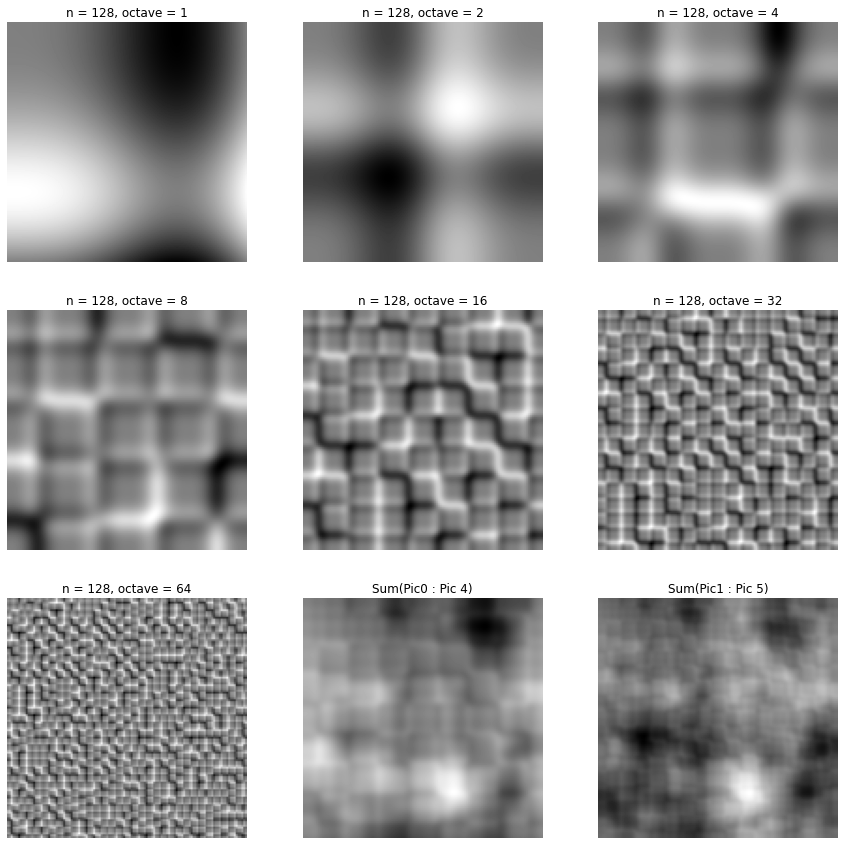 n = 128, octave = 1
n = 128, octave = 2
n = 128, octave = 4
n = 128, octave = 8
n = 128, octave = 16
n = 128, octave = 32
n = 128, octave = 64
Sum(Pic0 : Pic 4)
Sum(Pic1 : Pic 5)